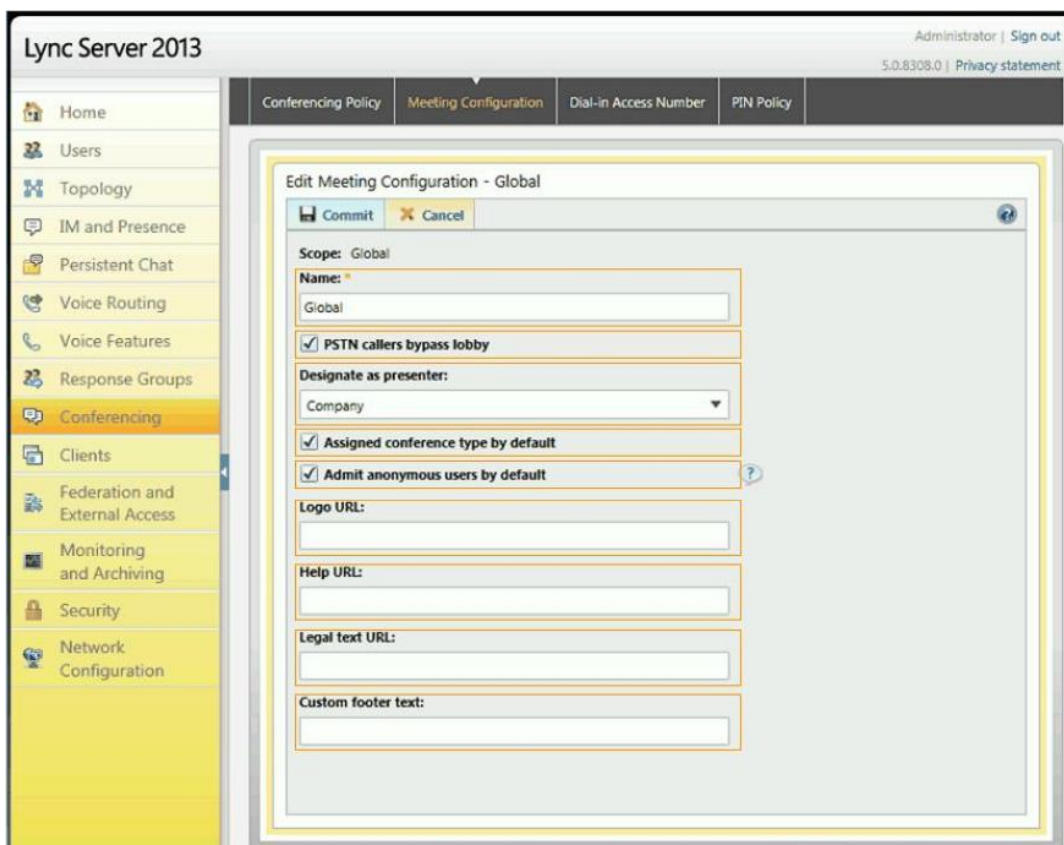 Lync Server 2013
Administrator | Sign out
5.0.8308.0 | Privacy statement
Home
Users
Topology
IM and Presence
Persistent Chat
Voice Routing
Voice Features
Response Groups
Conferencing
Clients
Federation and
External Access
Monitoring
and Archiving
Security
Network
Configuration
Conferencing Policy
Meeting Configuration
Dial-in Access Number
PIN Policy
Edit Meeting Configuration - Global
Commit
Cancel
?
Scope: Global
Name: *
Global
PSTN callers bypass lobby
Designate as presenter:
Company
Assigned conference type by default
Admit anonymous users by default
?
Logo URL:
Help URL:
Legal text URL:
Custom footer text: